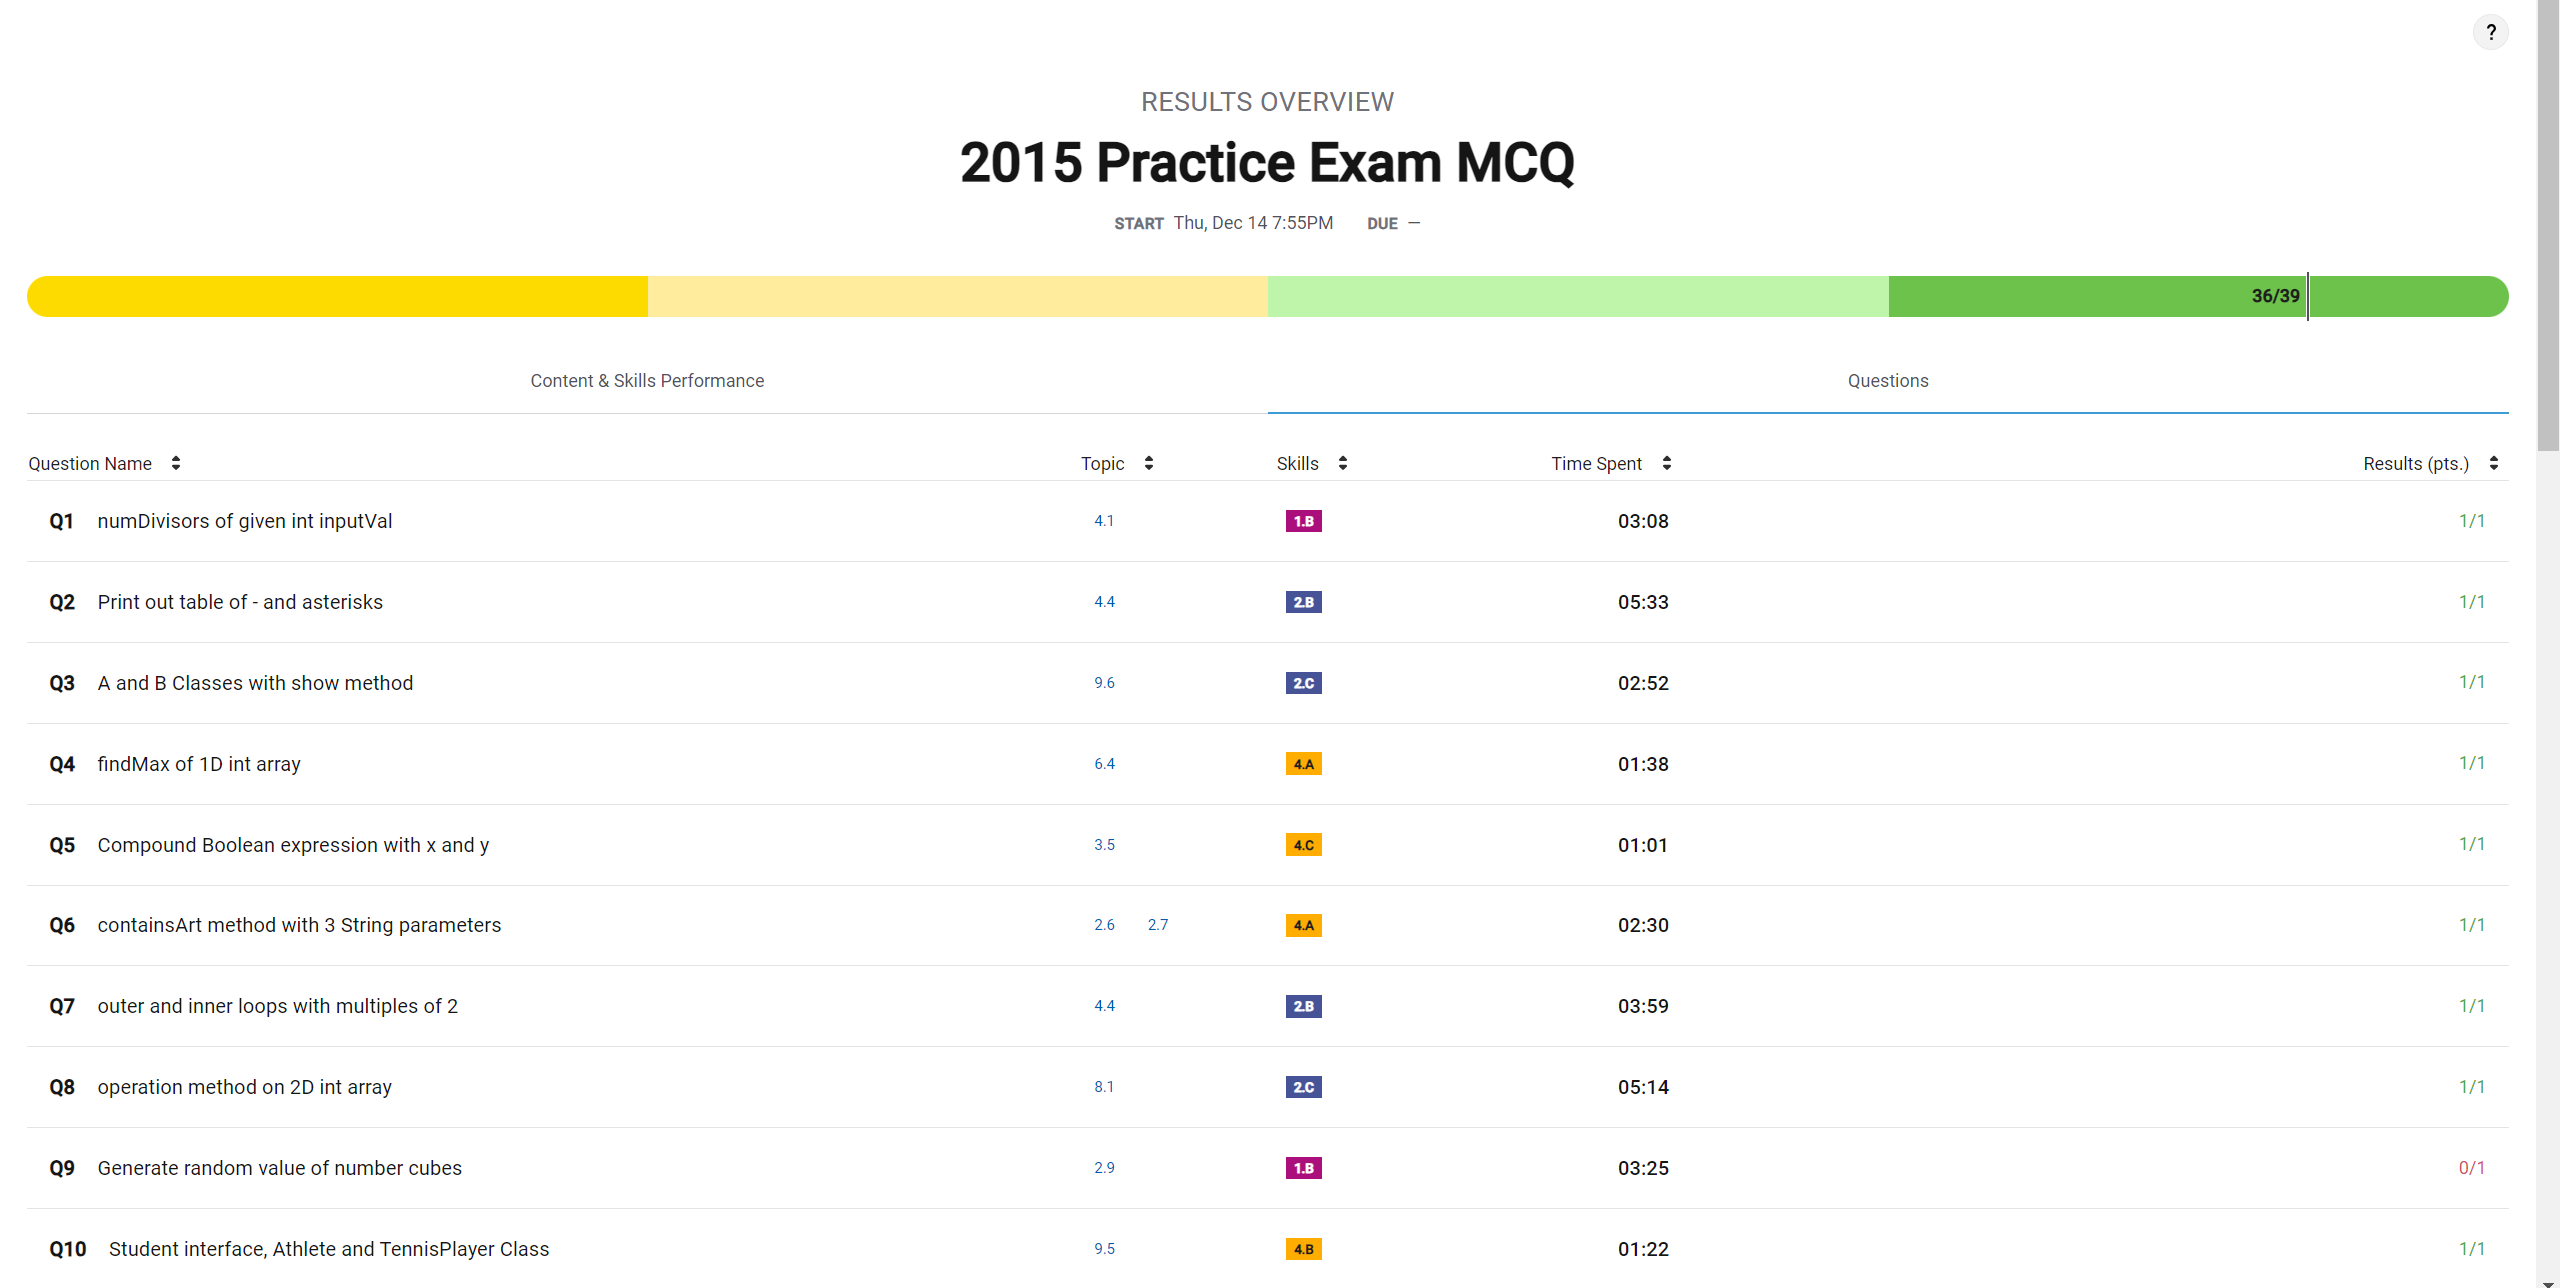 ?
RESULTS OVERVIEW
2015 Practice Exam MCQ
START Thu, Dec 14 7:55PM DUE —
36/39
Content & Skills Performance Questions
Question Name Topic Skills Time Spent Results (pts.)
Q1 numDivisors of given int inputVal 4.1 1.B 03:08 1/1
Q2 Print out table of - and asterisks 4.4 2.B 05:33 1/1
Q3 A and B Classes with show method 9.6 2.C 02:52 1/1
Q4 findMax of 1D int array 6.4 4.A 01:38 1/1
Q5 Compound Boolean expression with x and y 3.5 4.C 01:01 1/1
Q6 containsArt method with 3 String parameters 2.6 2.7 4.A 02:30 1/1
Q7 outer and inner loops with multiples of 2 4.4 2.B 03:59 1/1
Q8 operation method on 2D int array 8.1 2.C 05:14 1/1
Q9 Generate random value of number cubes 2.9 1.B 03:25 0/1
Q10 Student interface, Athlete and TennisPlayer Class 9.5 4.B 01:22 1/1